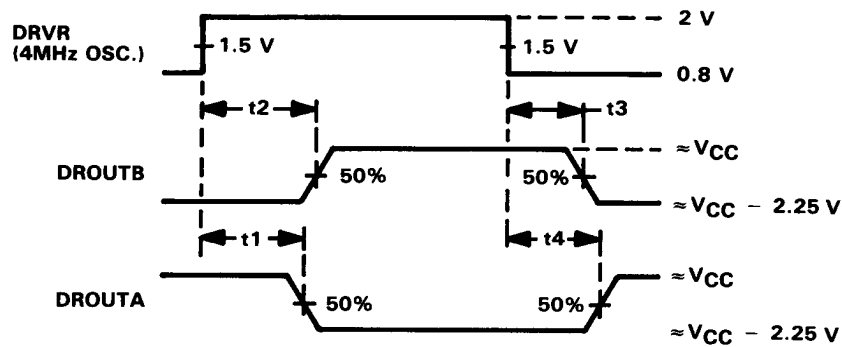 DRVR
(4MHz OSC.)
1.5 V
1.5 V
2 V
0.8 V
t2
t3
DROUTB
50%
50%
≈ VCC
≈ VCC − 2.25 V
t1
t4
DROUTA
50%
50%
≈ VCC
≈ VCC − 2.25 V